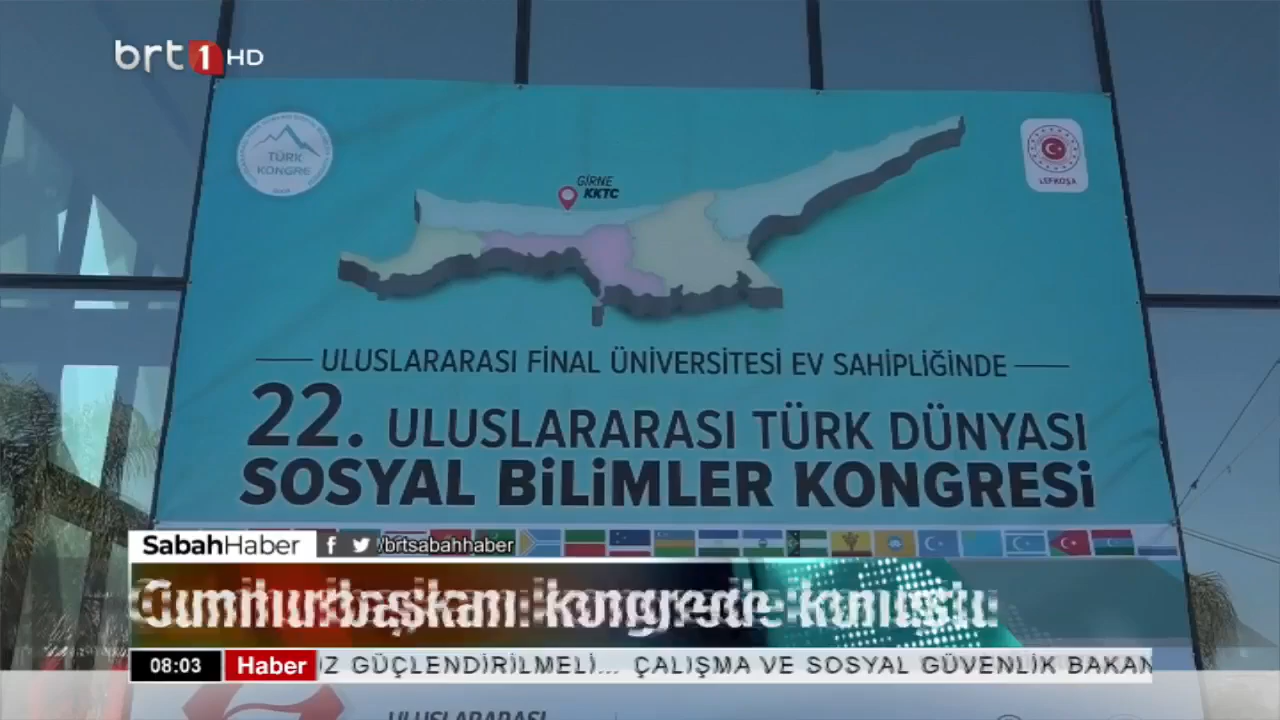 brt 1 HD
TÜRK
KONGRE
LEFKOŞA
GİRNE
KKTC
ULUSLARARASI FİNAL ÜNİVERSİTESİ EV SAHİPLİĞİNDE
22. ULUSLARARASI TÜRK DÜNYASI
SOSYAL BİLİMLER KONGRESİ
SabahHaber f /brtsabahhaber
Cumhurbaşkanı kongrede konuştu
08:03 Haber İZ GÜÇLENDİRİLMELİ... ÇALIŞMA VE SOSYAL GÜVENLİK BAKAN
ULUSLARARASI